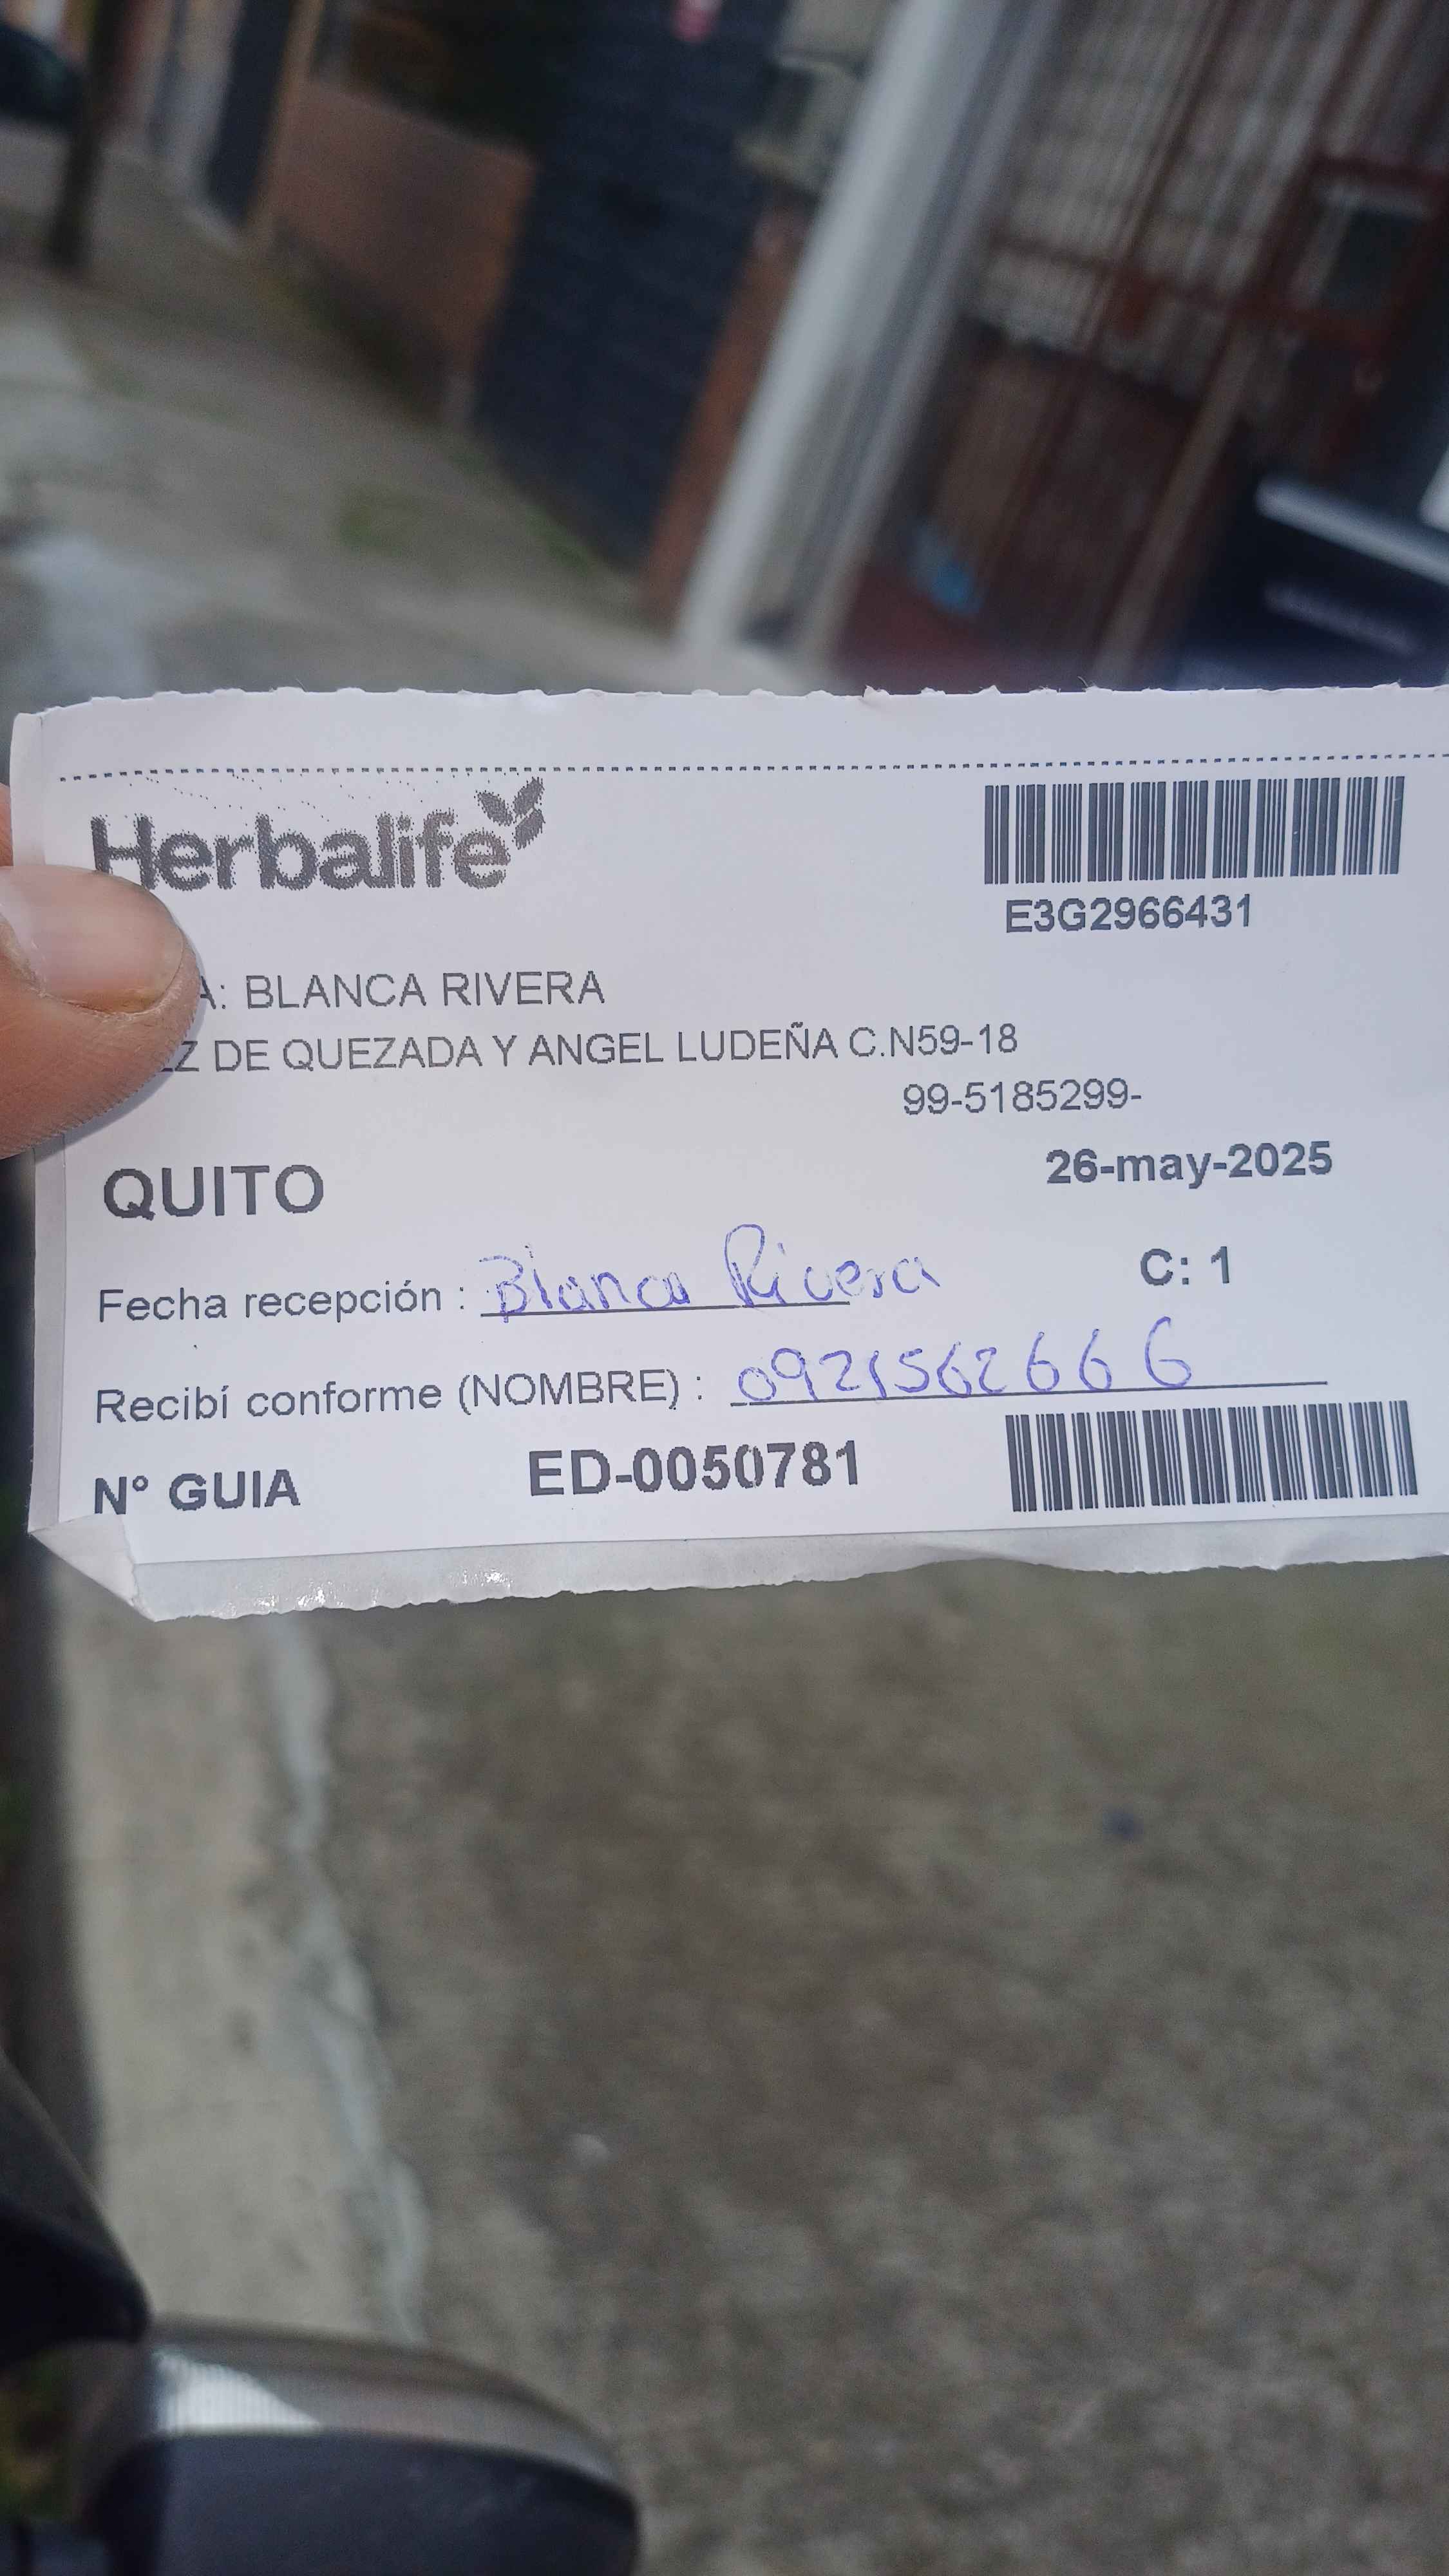 Herbalife
E3G2966431
A: BLANCA RIVERA
Z DE QUEZADA Y ANGEL LUDEÑA C.N59-18
99-5185299-
QUITO
26-may-2025
Fecha recepción : Blanca Rivera
C: 1
Recibí conforme (NOMBRE) : 0921562666
N° GUIA ED-0050781